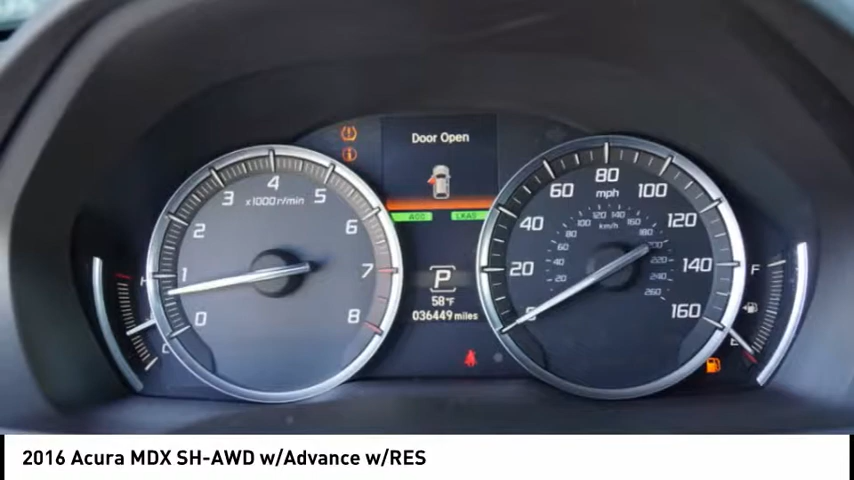 Door Open
ACC LKAS
0 1 2 3 4 5 6 7 8
x1000r/min
P
58°F
036449 miles
20 40 60 80 100 120 140 160
mph
20 40 60 80 100 120 140 160 180 220 240 260
km/h
H
C
F
E
2016 Acura MDX SH-AWD w/Advance w/RES